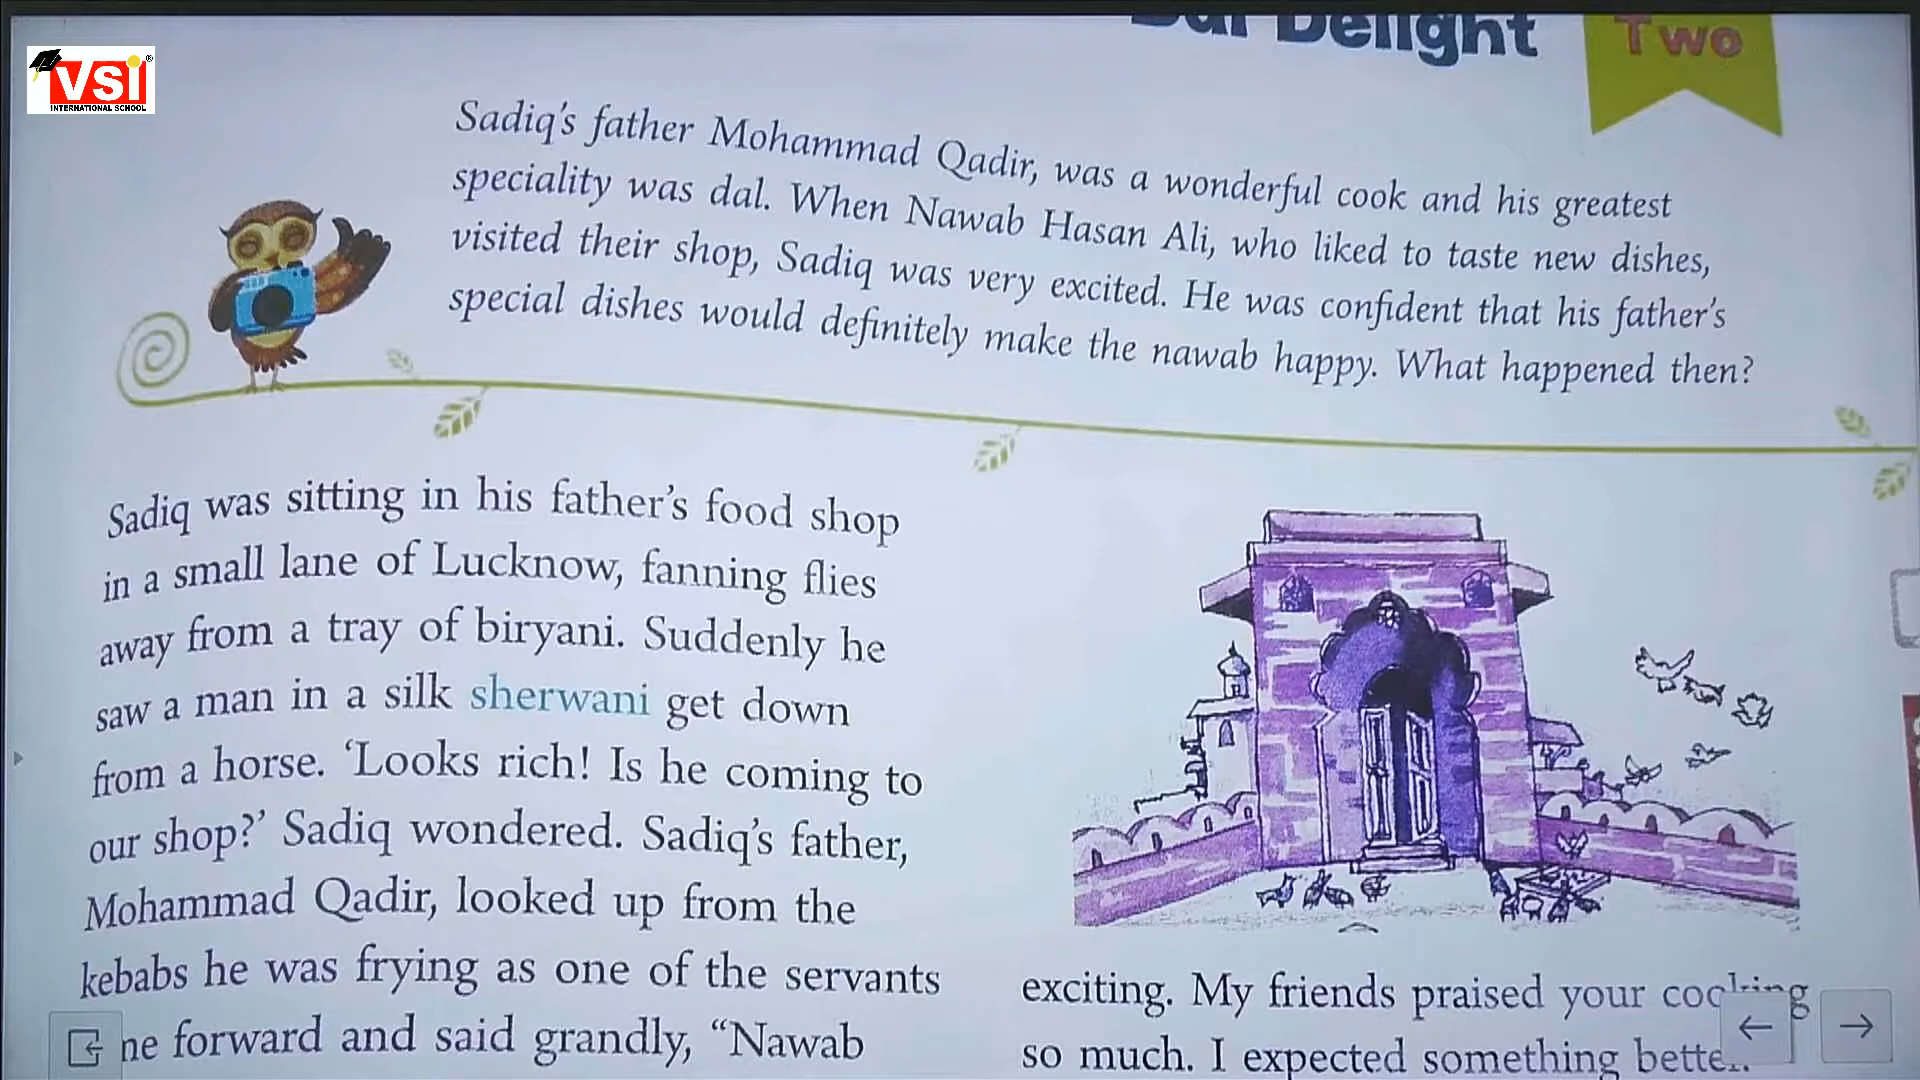 Dal Delight
Two
VSI
INTERNATIONAL SCHOOL
Sadiq's father Mohammad Qadir, was a wonderful cook and his greatest
speciality was dal. When Nawab Hasan Ali, who liked to taste new dishes,
visited their shop, Sadiq was very excited. He was confident that his father's
special dishes would definitely make the nawab happy. What happened then?
Sadiq was sitting in his father's food shop
in a small lane of Lucknow, fanning flies
away from a tray of biryani. Suddenly he
saw a man in a silk sherwani get down
from a horse. ‘Looks rich! Is he coming to
our shop?’ Sadiq wondered. Sadiq's father,
Mohammad Qadir, looked up from the
kebabs he was frying as one of the servants
forward and said grandly, “Nawab
exciting. My friends praised your cooking
so much. I expected something better.